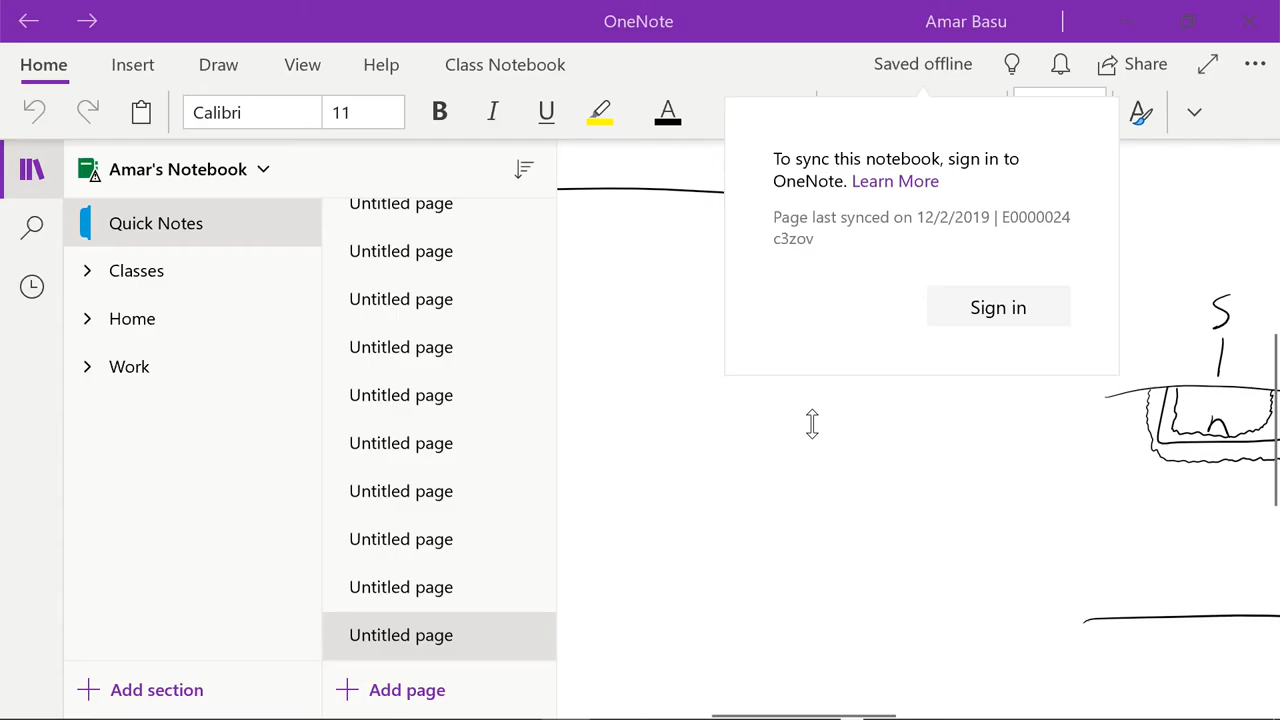 OneNote
Amar Basu
Home
Insert
Draw
View
Help
Class Notebook
Saved offline
Share
Calibri
11
B
I
U
A
A
Amar's Notebook
Quick Notes
Classes
Home
Work
Add section
Untitled page
Untitled page
Untitled page
Untitled page
Untitled page
Untitled page
Untitled page
Untitled page
Untitled page
Untitled page
Add page
To sync this notebook, sign in to
OneNote. Learn More
Page last synced on 12/2/2019 | E0000024
c3zov
Sign in
S
n